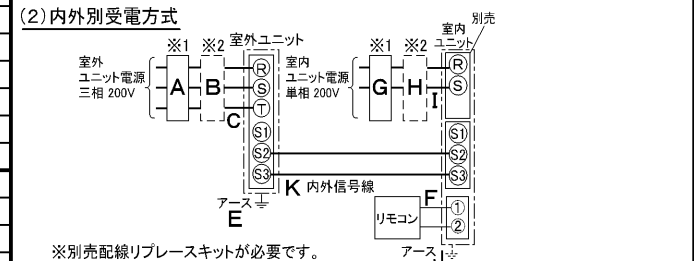 (2)内外別受電方式
※1 ※2 室外ユニット
室外
ユニット電源
三相 200V
A B
C
R
S
T
S1
S2
S3
アース
E
K 内外信号線
※1 ※2
室内
ユニット
別売
室内
ユニット電源
単相 200V
G H
I
R
S
S1
S2
S3
F
リモコン
1
2
アース
※別売配線リプレースキットが必要です。